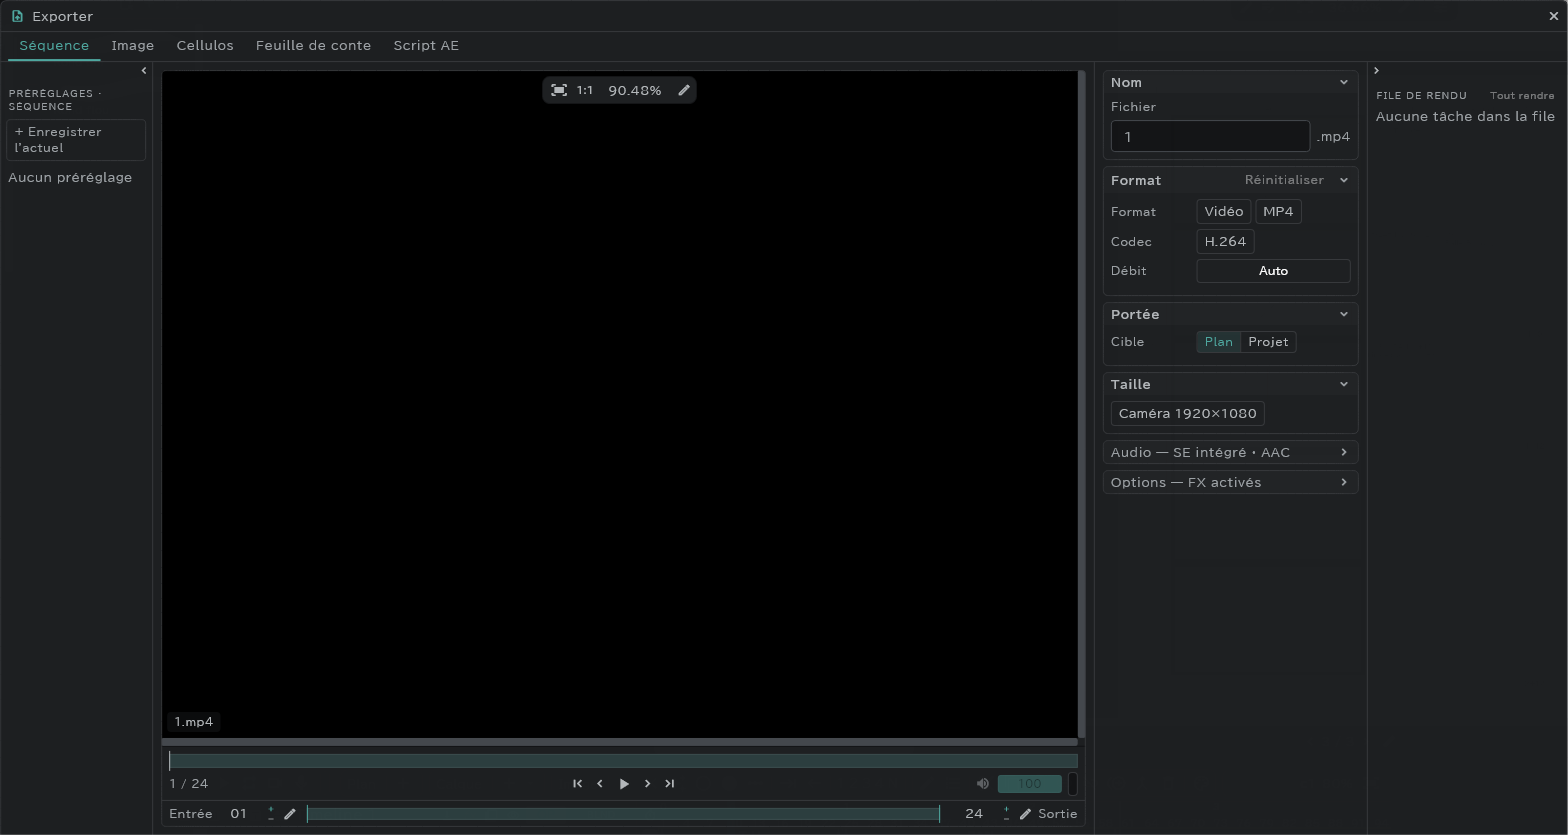 Exporter
Séquence Image Cellulos Feuille de conte Script AE
PRÉRÉGLAGES ·
SÉQUENCE
+ Enregistrer
l'actuel
Aucun préréglage
1:1 90.48%
1.mp4
1 / 24
100
Entrée 01 + − 24 + − Sortie
Nom
Fichier
1 .mp4
Format Réinitialiser
Format Vidéo MP4
Codec H.264
Débit Auto
Portée
Cible Plan Projet
Taille
Caméra 1920×1080
Audio — SE intégré • AAC
Options — FX activés
FILE DE RENDU Tout rendre
Aucune tâche dans la file